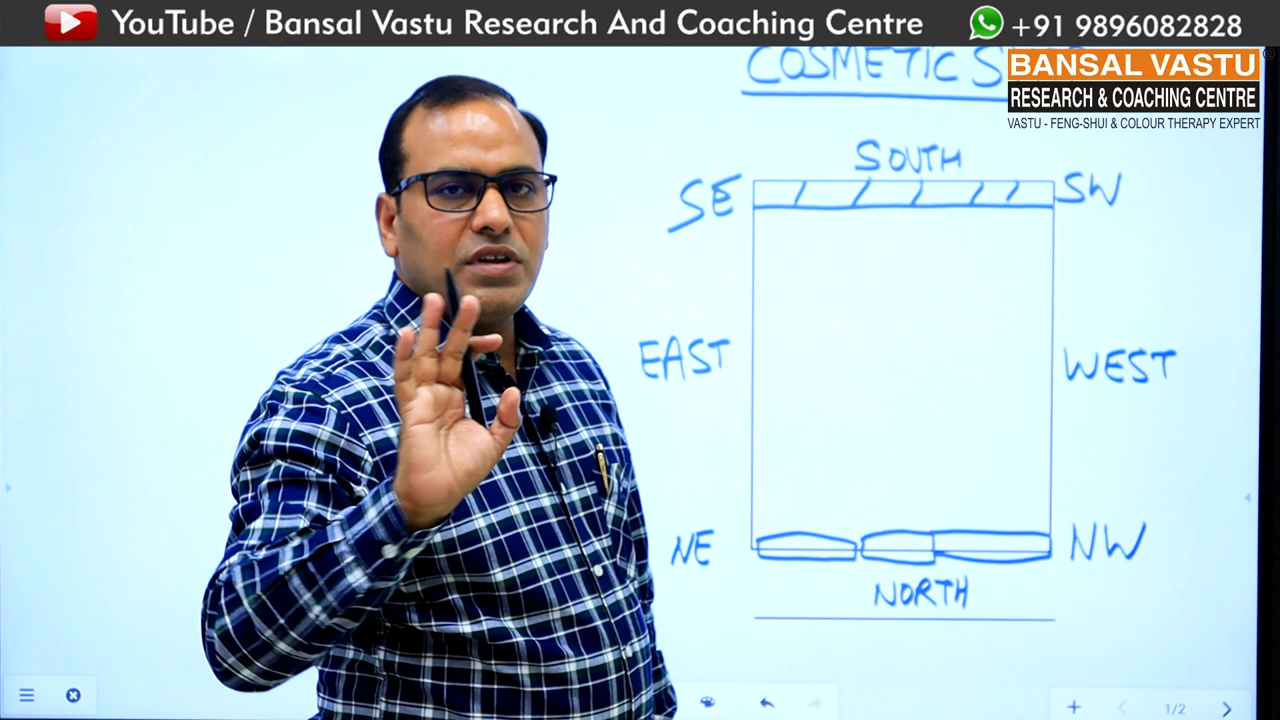 YouTube / Bansal Vastu Research And Coaching Centre
+91 9896082828
COSMETIC
BANSAL VASTU
RESEARCH & COACHING CENTRE
VASTU - FENG-SHUI & COLOUR THERAPY EXPERT
SOUTH
SE
SW
EAST
WEST
NE
NW
NORTH
1/2